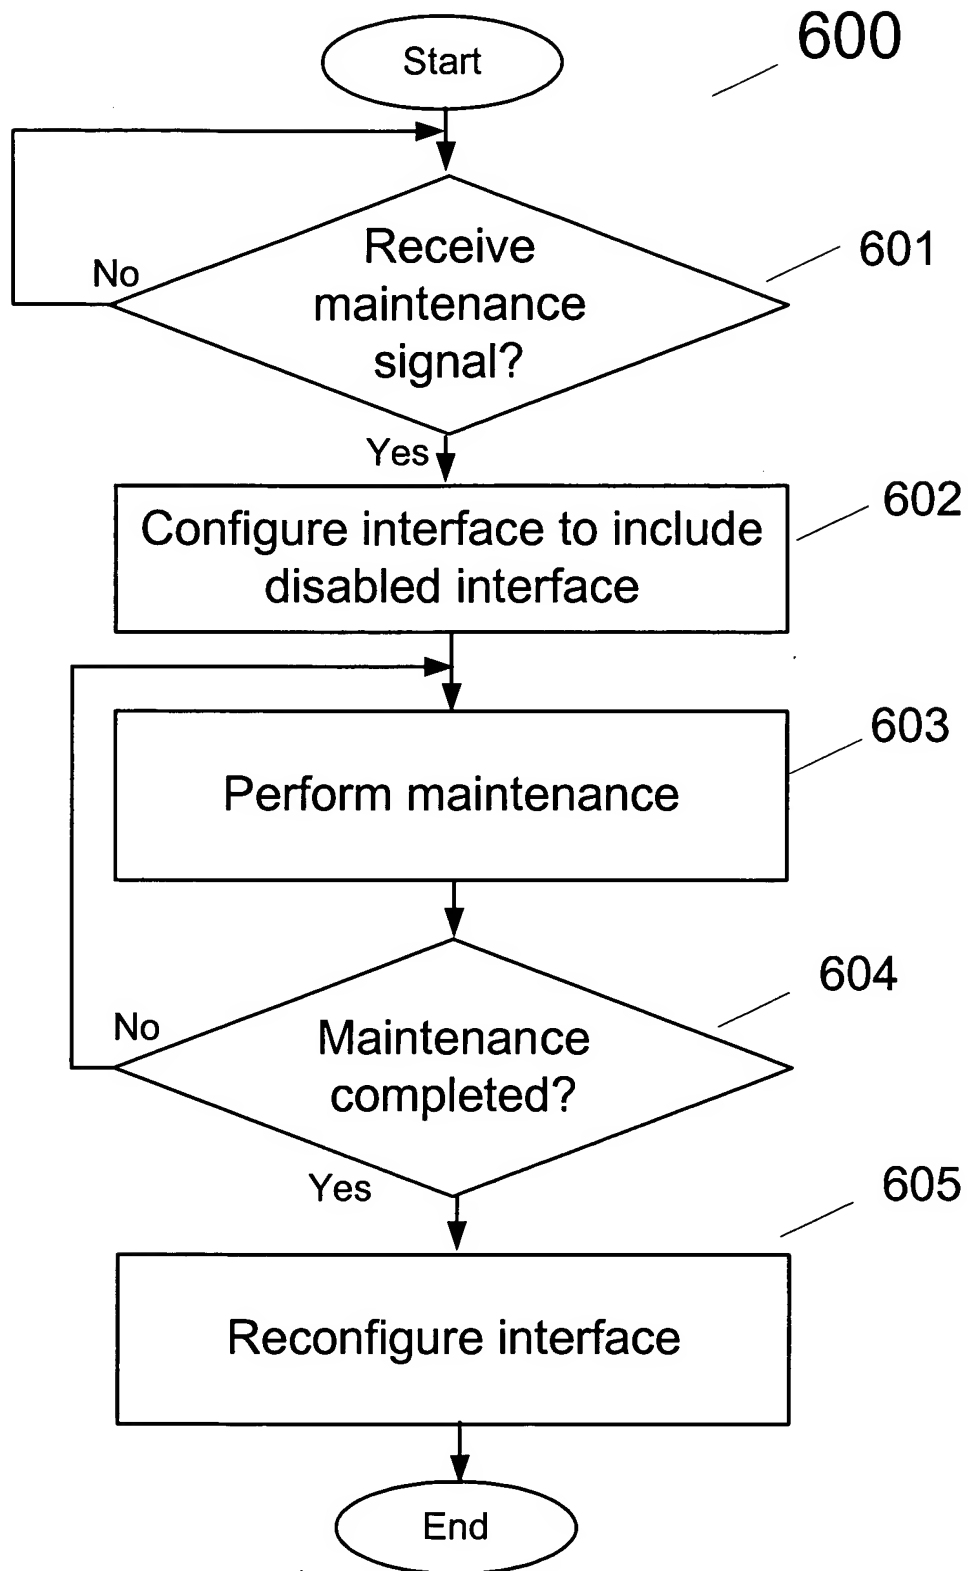 600
Start
601
Receive
maintenance
signal?
No
Yes
602
Configure interface to include
disabled interface
603
Perform maintenance
604
Maintenance
completed?
No
Yes
605
Reconfigure interface
End